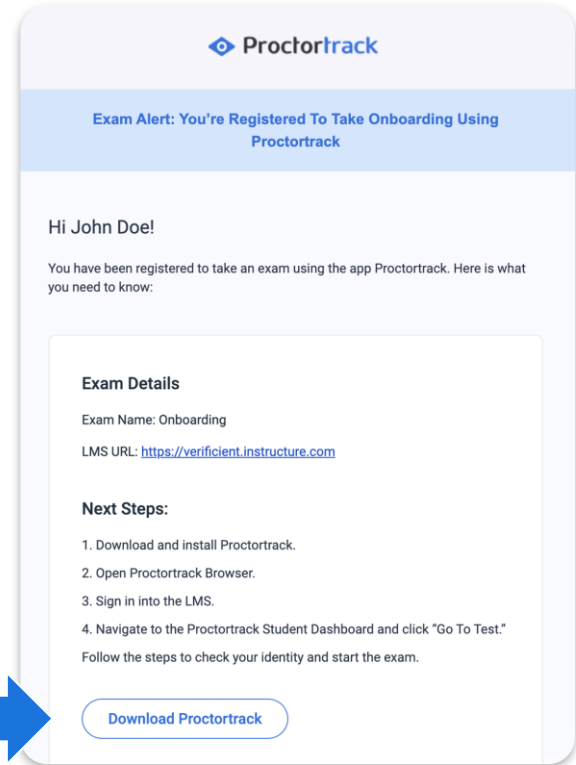 Proctortrack
Exam Alert: You're Registered To Take Onboarding Using
Proctortrack
Hi John Doe!
You have been registered to take an exam using the app Proctortrack. Here is what
you need to know:
Exam Details
Exam Name: Onboarding
LMS URL: https://verificient.instructure.com
Next Steps:
1. Download and install Proctortrack.
2. Open Proctortrack Browser.
3. Sign in into the LMS.
4. Navigate to the Proctortrack Student Dashboard and click “Go To Test.”
Follow the steps to check your identity and start the exam.
Download Proctortrack